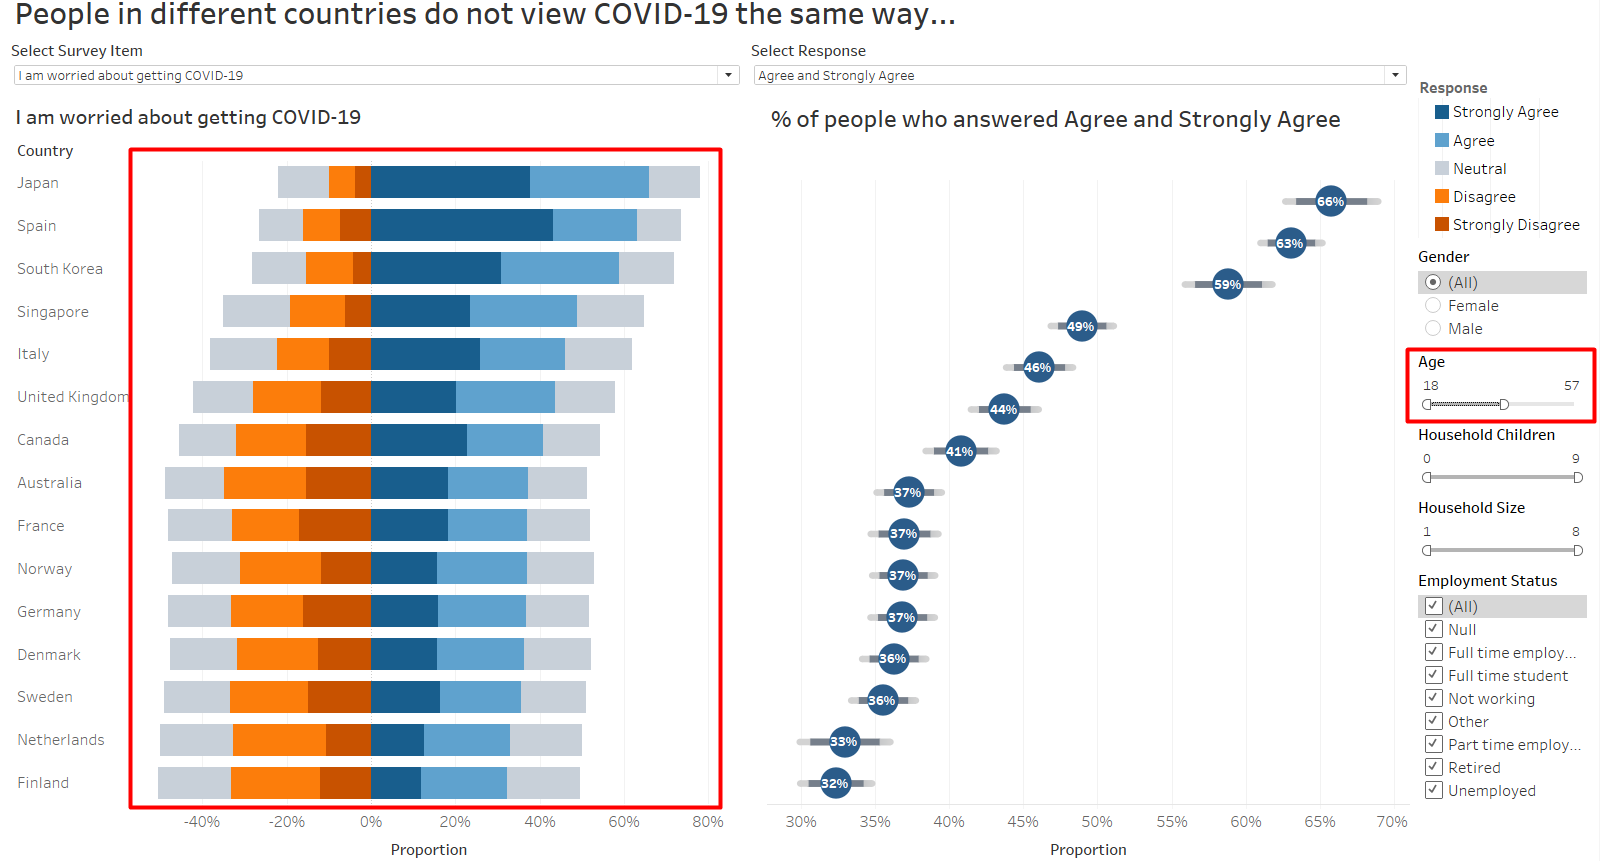 People in different countries do not view COVID-19 the same way...
Select Survey Item
I am worried about getting COVID-19
Select Response
Agree and Strongly Agree
I am worried about getting COVID-19
Country
Japan
Spain
South Korea
Singapore
Italy
United Kingdom
Canada
Australia
France
Norway
Germany
Denmark
Sweden
Netherlands
Finland
-40% -20% 0% 20% 40% 60% 80%
Proportion
% of people who answered Agree and Strongly Agree
66%
63%
59%
49%
46%
44%
41%
37%
37%
37%
37%
36%
36%
33%
32%
30% 35% 40% 45% 50% 55% 60% 65% 70%
Proportion
Response
Strongly Agree
Agree
Neutral
Disagree
Strongly Disagree
Gender
(All)
Female
Male
Age
18 57
Household Children
0 9
Household Size
1 8
Employment Status
(All)
Null
Full time employ...
Full time student
Not working
Other
Part time employ...
Retired
Unemployed